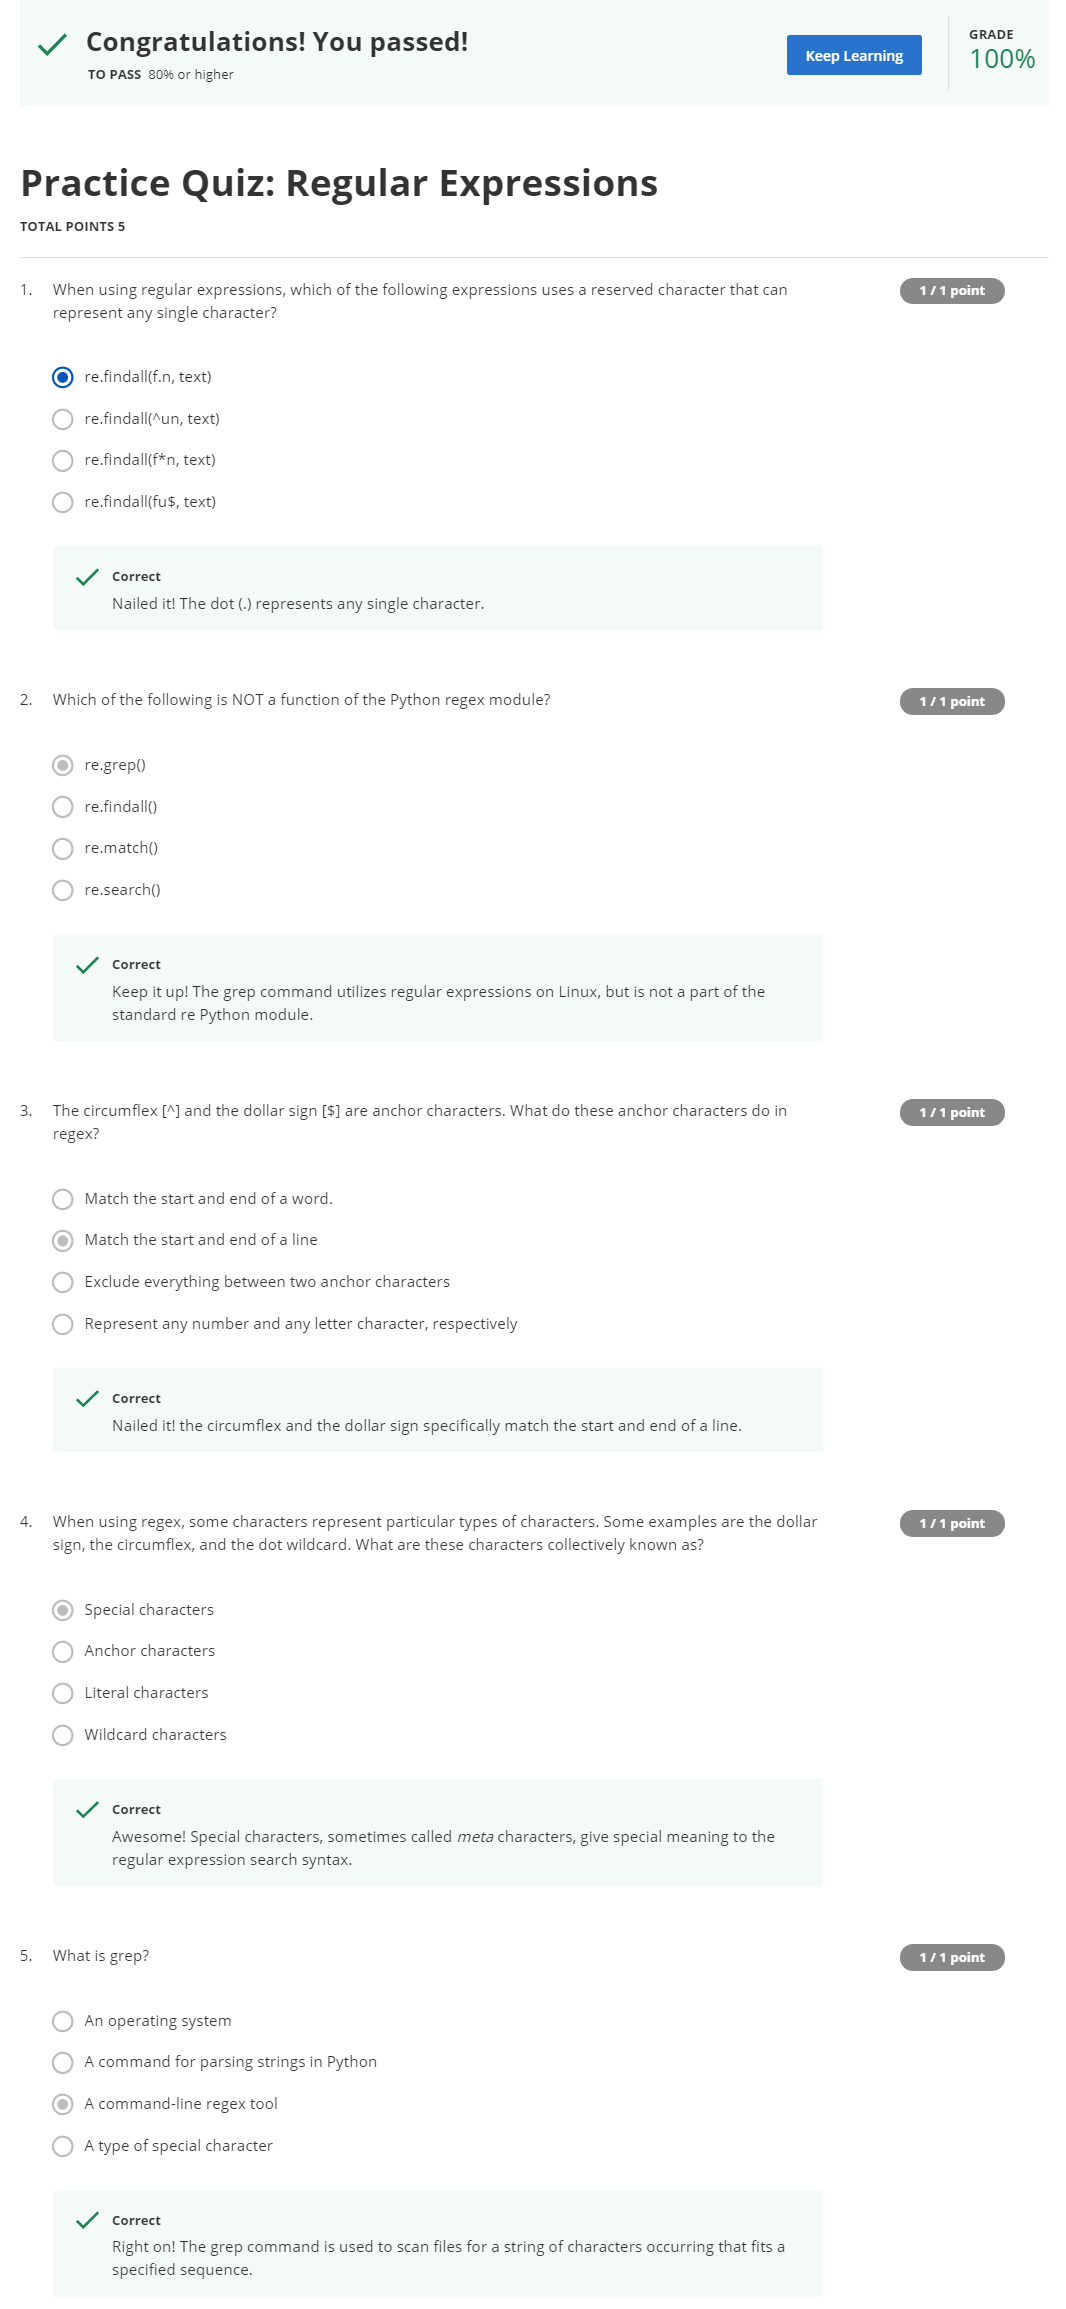 Congratulations! You passed!
TO PASS 80% or higher
Keep Learning
GRADE
100%
Practice Quiz: Regular Expressions
TOTAL POINTS 5
1. When using regular expressions, which of the following expressions uses a reserved character that can
represent any single character?
1 / 1 point
re.findall(f.n, text)
re.findall(^un, text)
re.findall(f*n, text)
re.findall(fu$, text)
Correct
Nailed it! The dot (.) represents any single character.
2. Which of the following is NOT a function of the Python regex module?
1 / 1 point
re.grep()
re.findall()
re.match()
re.search()
Correct
Keep it up! The grep command utilizes regular expressions on Linux, but is not a part of the
standard re Python module.
3. The circumflex [^] and the dollar sign [$] are anchor characters. What do these anchor characters do in
regex?
1 / 1 point
Match the start and end of a word.
Match the start and end of a line
Exclude everything between two anchor characters
Represent any number and any letter character, respectively
Correct
Nailed it! the circumflex and the dollar sign specifically match the start and end of a line.
4. When using regex, some characters represent particular types of characters. Some examples are the dollar
sign, the circumflex, and the dot wildcard. What are these characters collectively known as?
1 / 1 point
Special characters
Anchor characters
Literal characters
Wildcard characters
Correct
Awesome! Special characters, sometimes called meta characters, give special meaning to the
regular expression search syntax.
5. What is grep?
1 / 1 point
An operating system
A command for parsing strings in Python
A command-line regex tool
A type of special character
Correct
Right on! The grep command is used to scan files for a string of characters occurring that fits a
specified sequence.